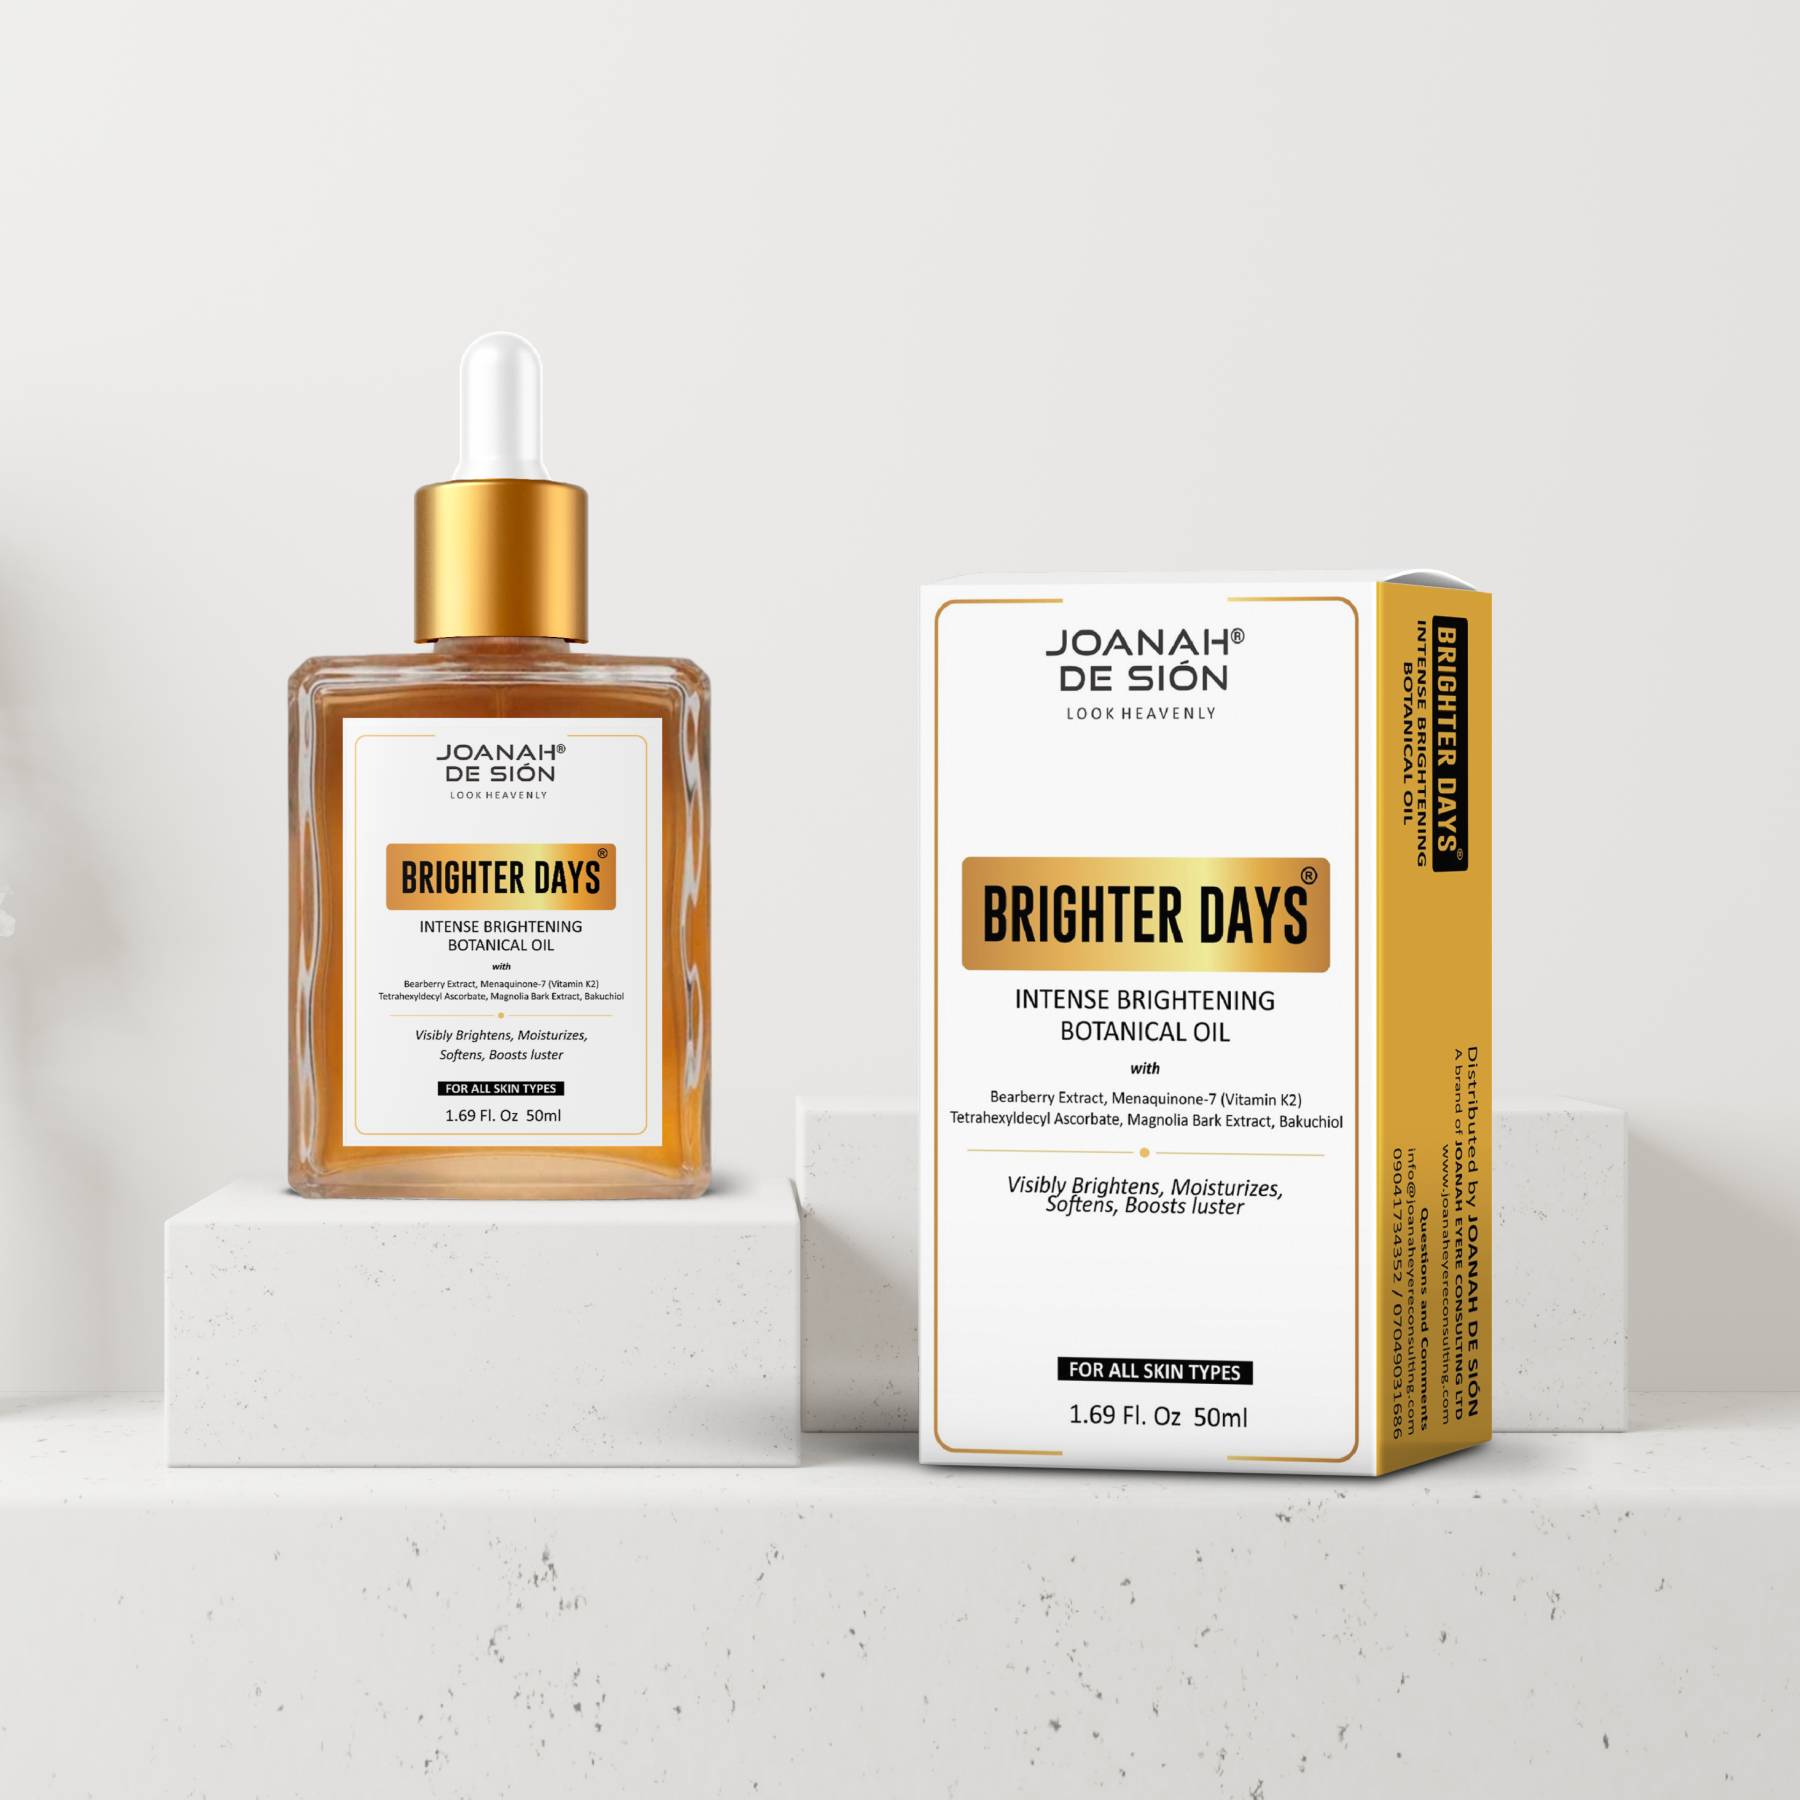 JOANAH®
DE SIÓN
LOOK HEAVENLY
BRIGHTER DAYS®
INTENSE BRIGHTENING
BOTANICAL OIL
with
Bearberry Extract, Menaquinone-7 (Vitamin K2)
Tetrahexyldecyl Ascorbate, Magnolia Bark Extract, Bakuchiol
Visibly Brightens, Moisturizes,
Softens, Boosts luster
FOR ALL SKIN TYPES
1.69 Fl. Oz 50ml
JOANAH®
DE SIÓN
LOOK HEAVENLY
BRIGHTER DAYS®
INTENSE BRIGHTENING
BOTANICAL OIL
with
Bearberry Extract, Menaquinone-7 (Vitamin K2)
Tetrahexyldecyl Ascorbate, Magnolia Bark Extract, Bakuchiol
Visibly Brightens, Moisturizes,
Softens, Boosts luster
FOR ALL SKIN TYPES
1.69 Fl. Oz 50ml
BRIGHTER DAYS®
INTENSE BRIGHTENING
BOTANICAL OIL
Distributed by JOANAH DE SIÓN
A brand of JOANAH EYERE CONSULTING LTD
www.joanaheyereconsulting.com
Questions and Comments
info@joanaheyereconsulting.com
09041734352 / 07049031686